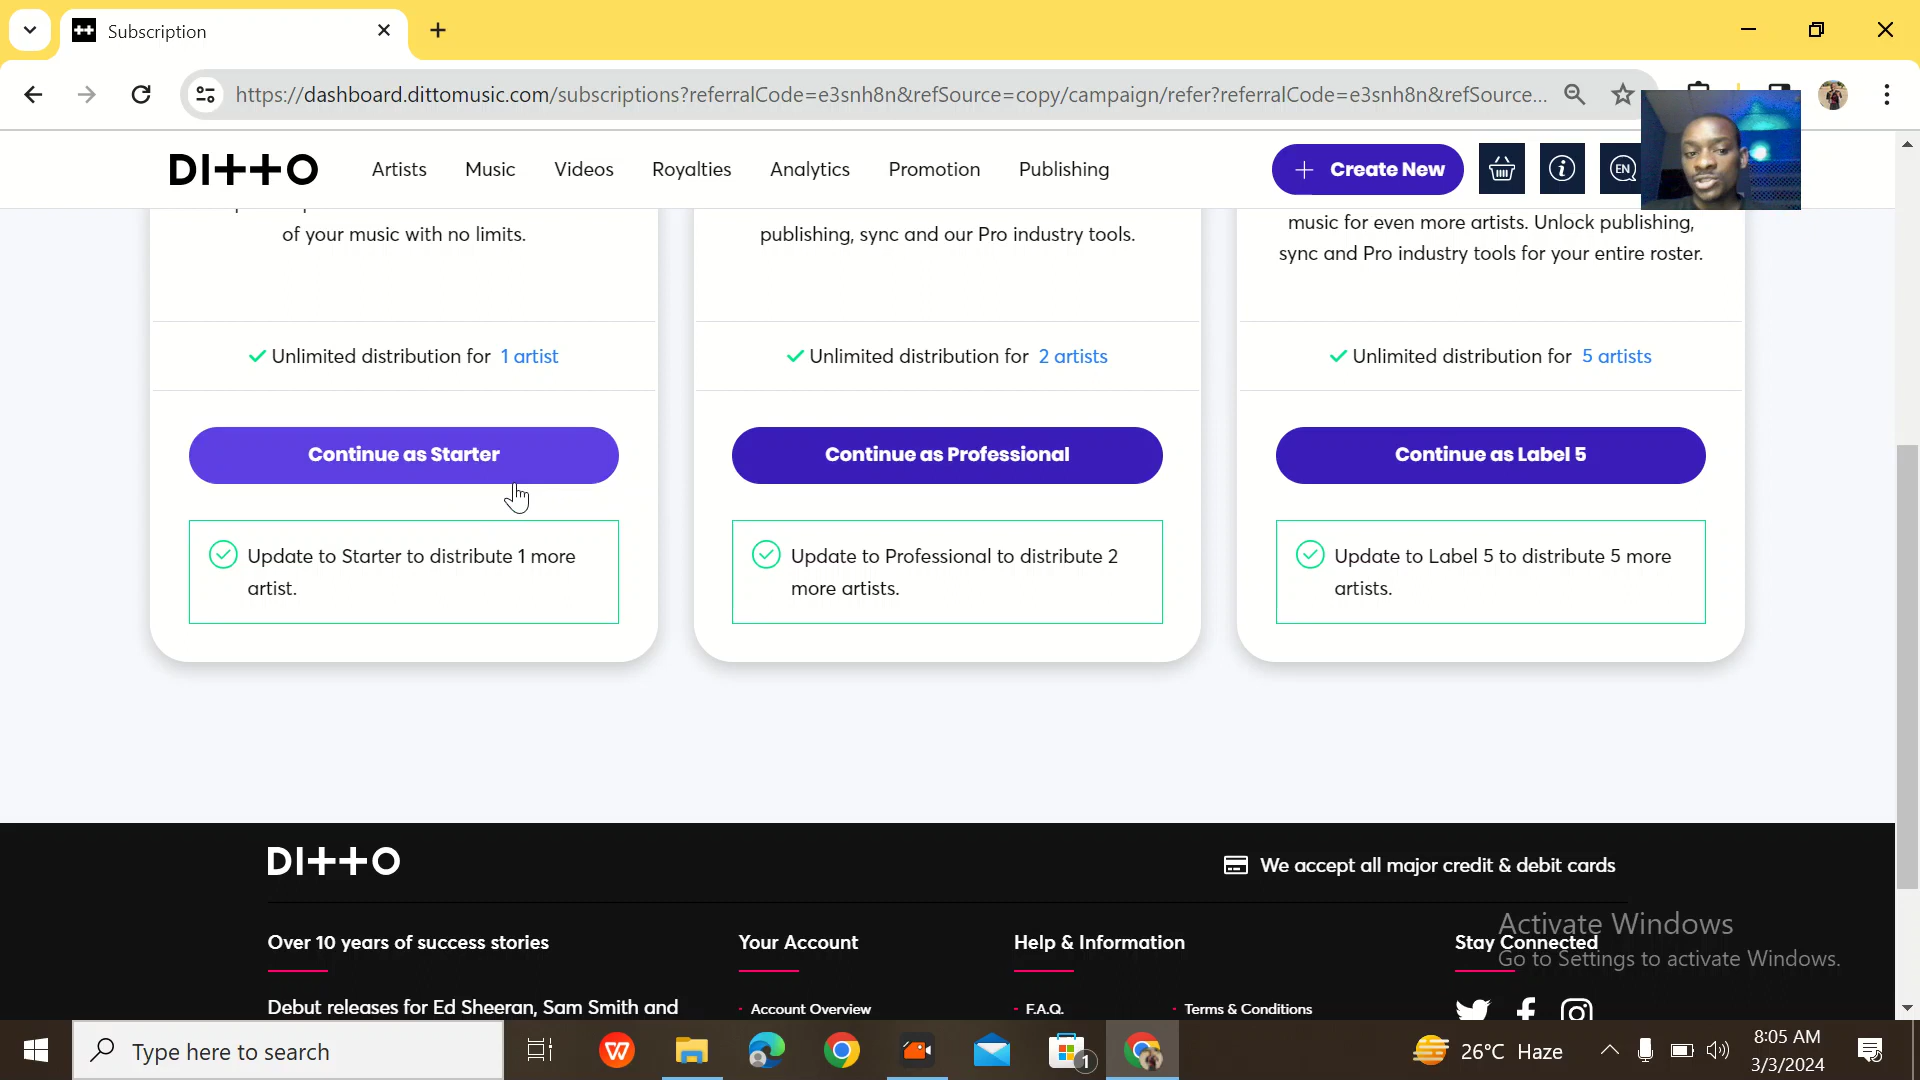 Subscription
https://dashboard.dittomusic.com/subscriptions?referralCode=e3snh8n&refSource=copy/campaign/refer?referralCode=e3snh8n&refSource...
DITTO
Artists
Music
Videos
Royalties
Analytics
Promotion
Publishing
Create New
EN
of your music with no limits.
publishing, sync and our Pro industry tools.
music for even more artists. Unlock publishing,
sync and Pro industry tools for your entire roster.
Unlimited distribution for 1 artist
Unlimited distribution for 2 artists
Unlimited distribution for 5 artists
Continue as Starter
Continue as Professional
Continue as Label 5
Update to Starter to distribute 1 more
artist.
Update to Professional to distribute 2
more artists.
Update to Label 5 to distribute 5 more
artists.
DITTO
We accept all major credit & debit cards
Over 10 years of success stories
Your Account
Help & Information
Stay Connected
Activate Windows
Go to Settings to activate Windows.
Debut releases for Ed Sheeran, Sam Smith and
Account Overview
F.A.Q.
Terms & Conditions
Type here to search
1
26°C Haze
8:05 AM
3/3/2024